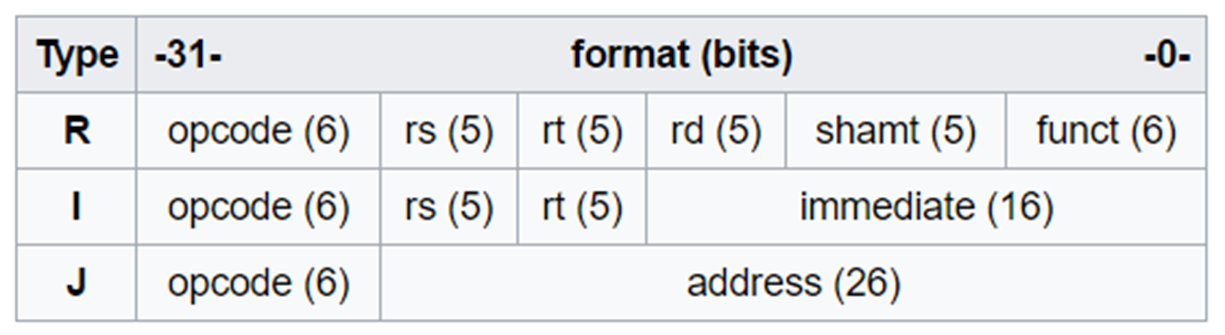 Type -31- format (bits) -0-
R opcode (6) rs (5) rt (5) rd (5) shamt (5) funct (6)
I opcode (6) rs (5) rt (5) immediate (16)
J opcode (6) address (26)